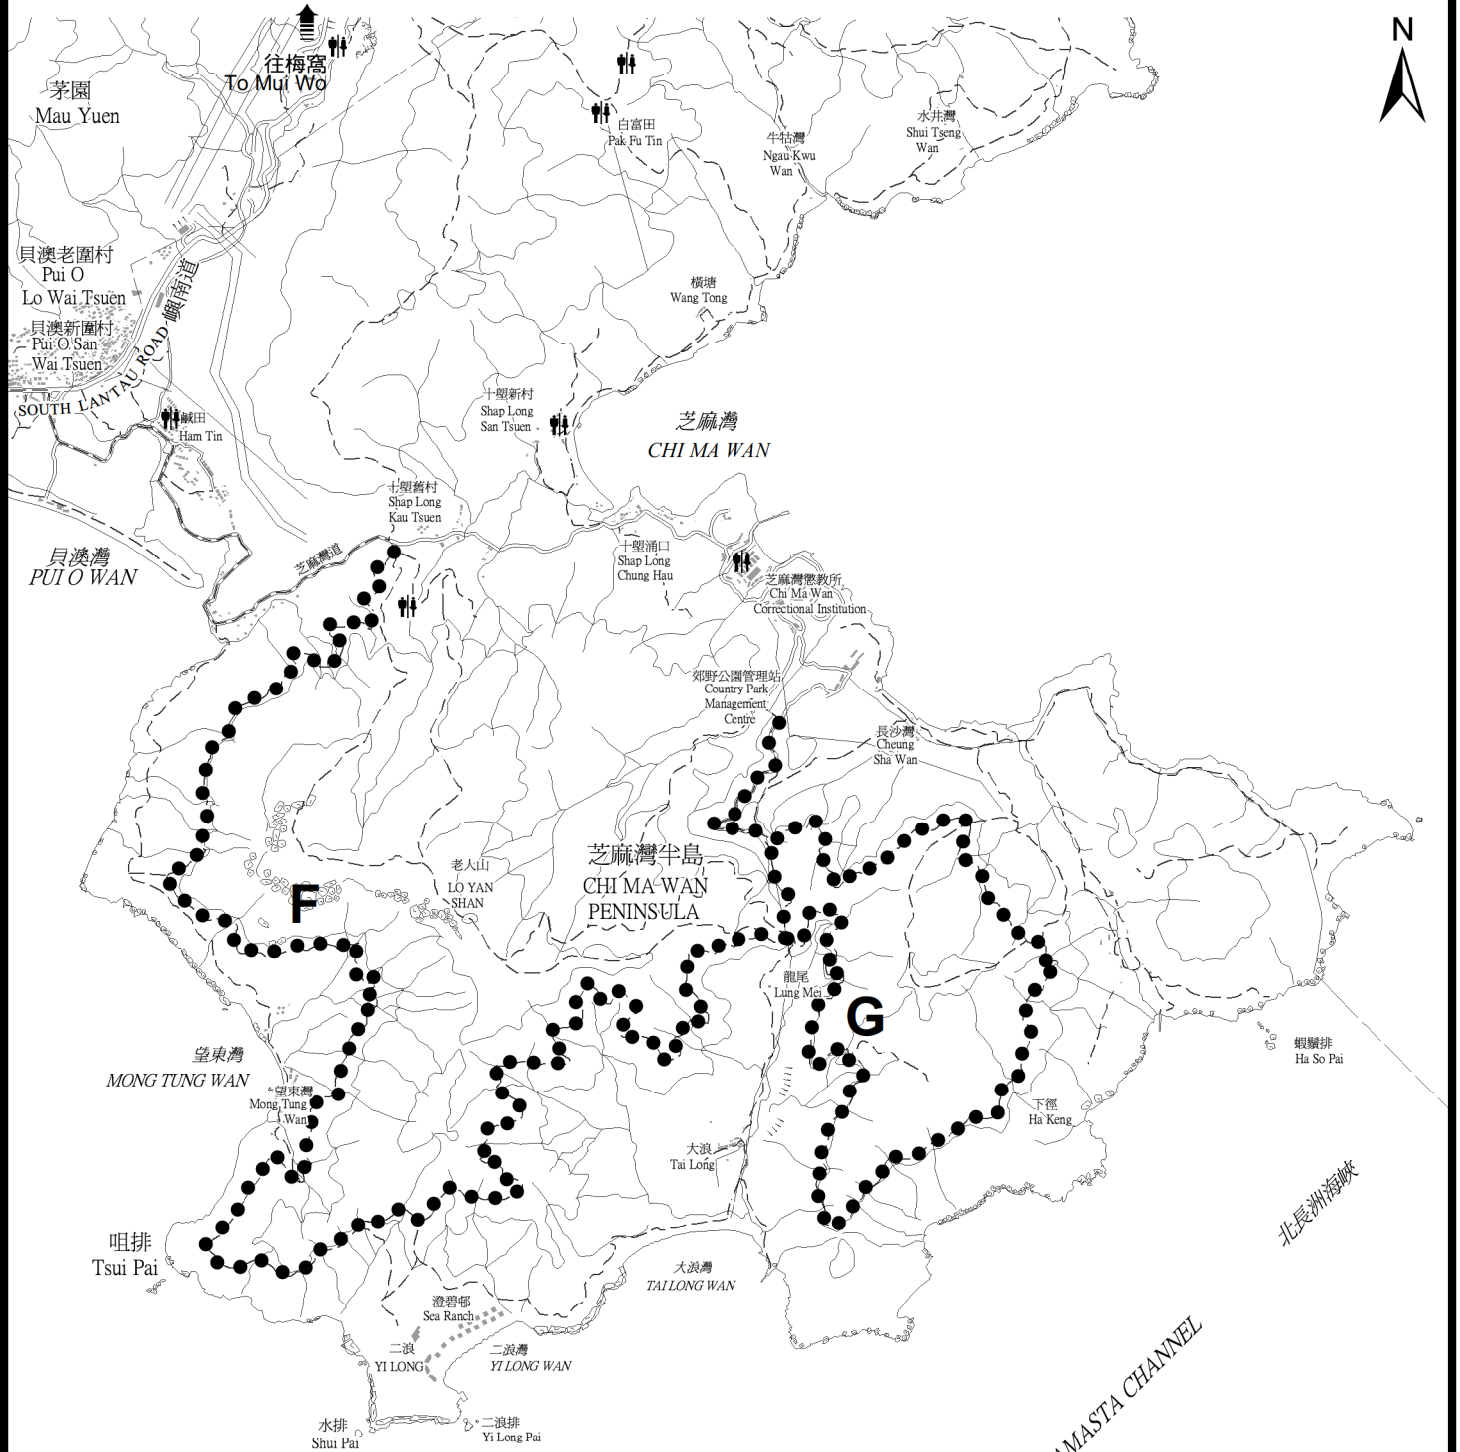 N
往梅窩
To Mui Wo
茅園
Mau Yuen
白富田
Pak Fu Tin
牛牯灣
Ngau Kwu
Wan
水井灣
Shui Tseng
Wan
貝澳老圍村
Pui O
Lo Wai Tsuen
貝澳新圍村
Pui O San
Wai Tsuen
SOUTH LANTAU ROAD 嶼南道
橫塘
Wang Tong
鹹田
Ham Tin
十塱新村
Shap Long
San Tsuen
芝麻灣
CHI MA WAN
十塱舊村
Shap Long
Kau Tsuen
貝澳灣
PUI O WAN
芝麻灣道
十塱涌口
Shap Long
Chung Hau
芝麻灣懲教所
Chi Ma Wan
Correctional Institution
郊野公園管理站
Country Park
Management
Centre
長沙灣
Cheung
Sha Wan
芝麻灣半島
CHI MA WAN
PENINSULA
老人山
LO YAN
SHAN
F
龍尾
Lung Mei
G
望東灣
MONG TUNG WAN
望東灣
Mong Tung
Wan
蝦鬚排
Ha So Pai
下徑
Ha Keng
大浪
Tai Long
北長洲海峽
咀排
Tsui Pai
大浪灣
TAI LONG WAN
澄碧邨
Sea Ranch
二浪
YI LONG
二浪灣
YI LONG WAN
水排
Shui Pai
二浪排
Yi Long Pai
AMASTA CHANNEL